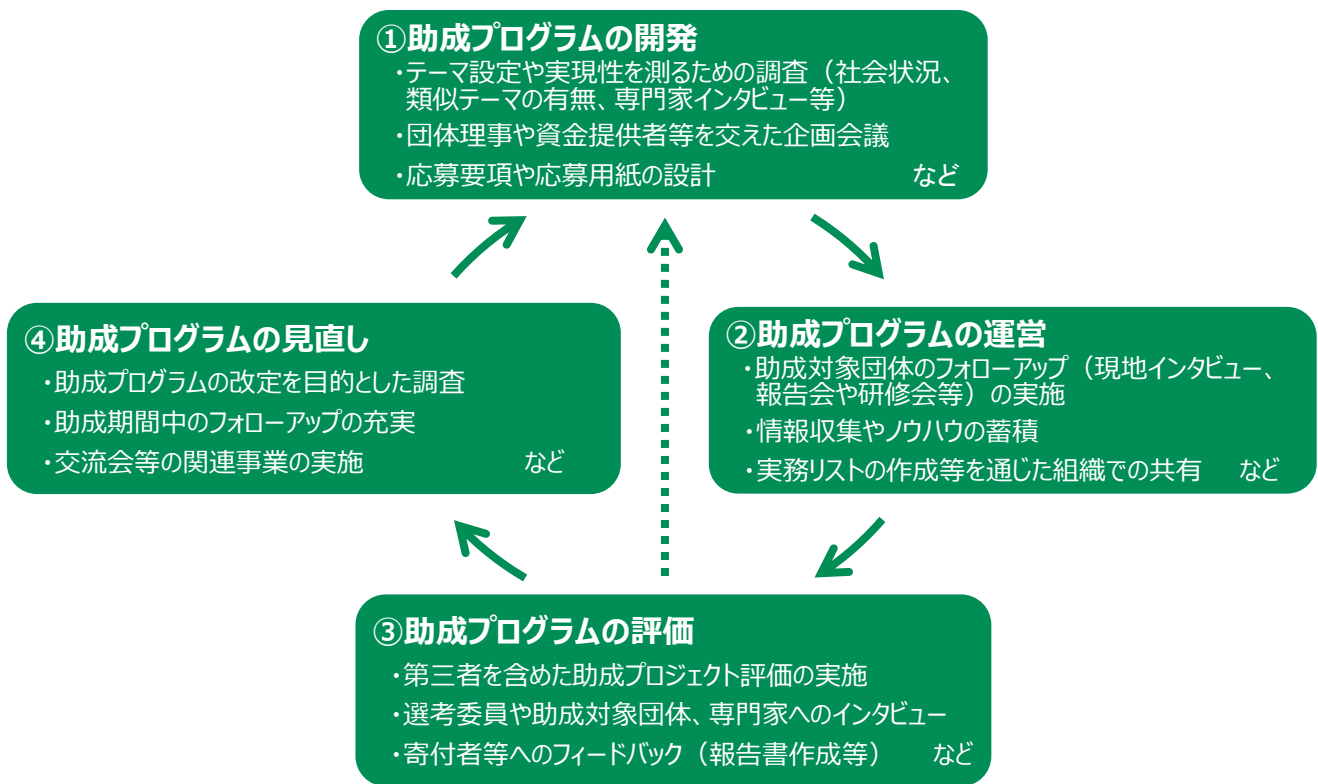 ①助成プログラムの開発
・テーマ設定や実現性を測るための調査（社会状況、
類似テーマの有無、専門家インタビュー等）
・団体理事や資金提供者等を交えた企画会議
・応募要項や応募用紙の設計 など
④助成プログラムの見直し
・助成プログラムの改定を目的とした調査
・助成期間中のフォローアップの充実
・交流会等の関連事業の実施 など
②助成プログラムの運営
・助成対象団体のフォローアップ（現地インタビュー、
報告会や研修会等）の実施
・情報収集やノウハウの蓄積
・実務リストの作成等を通じた組織での共有 など
③助成プログラムの評価
・第三者を含めた助成プロジェクト評価の実施
・選考委員や助成対象団体、専門家へのインタビュー
・寄付者等へのフィードバック（報告書作成等） など